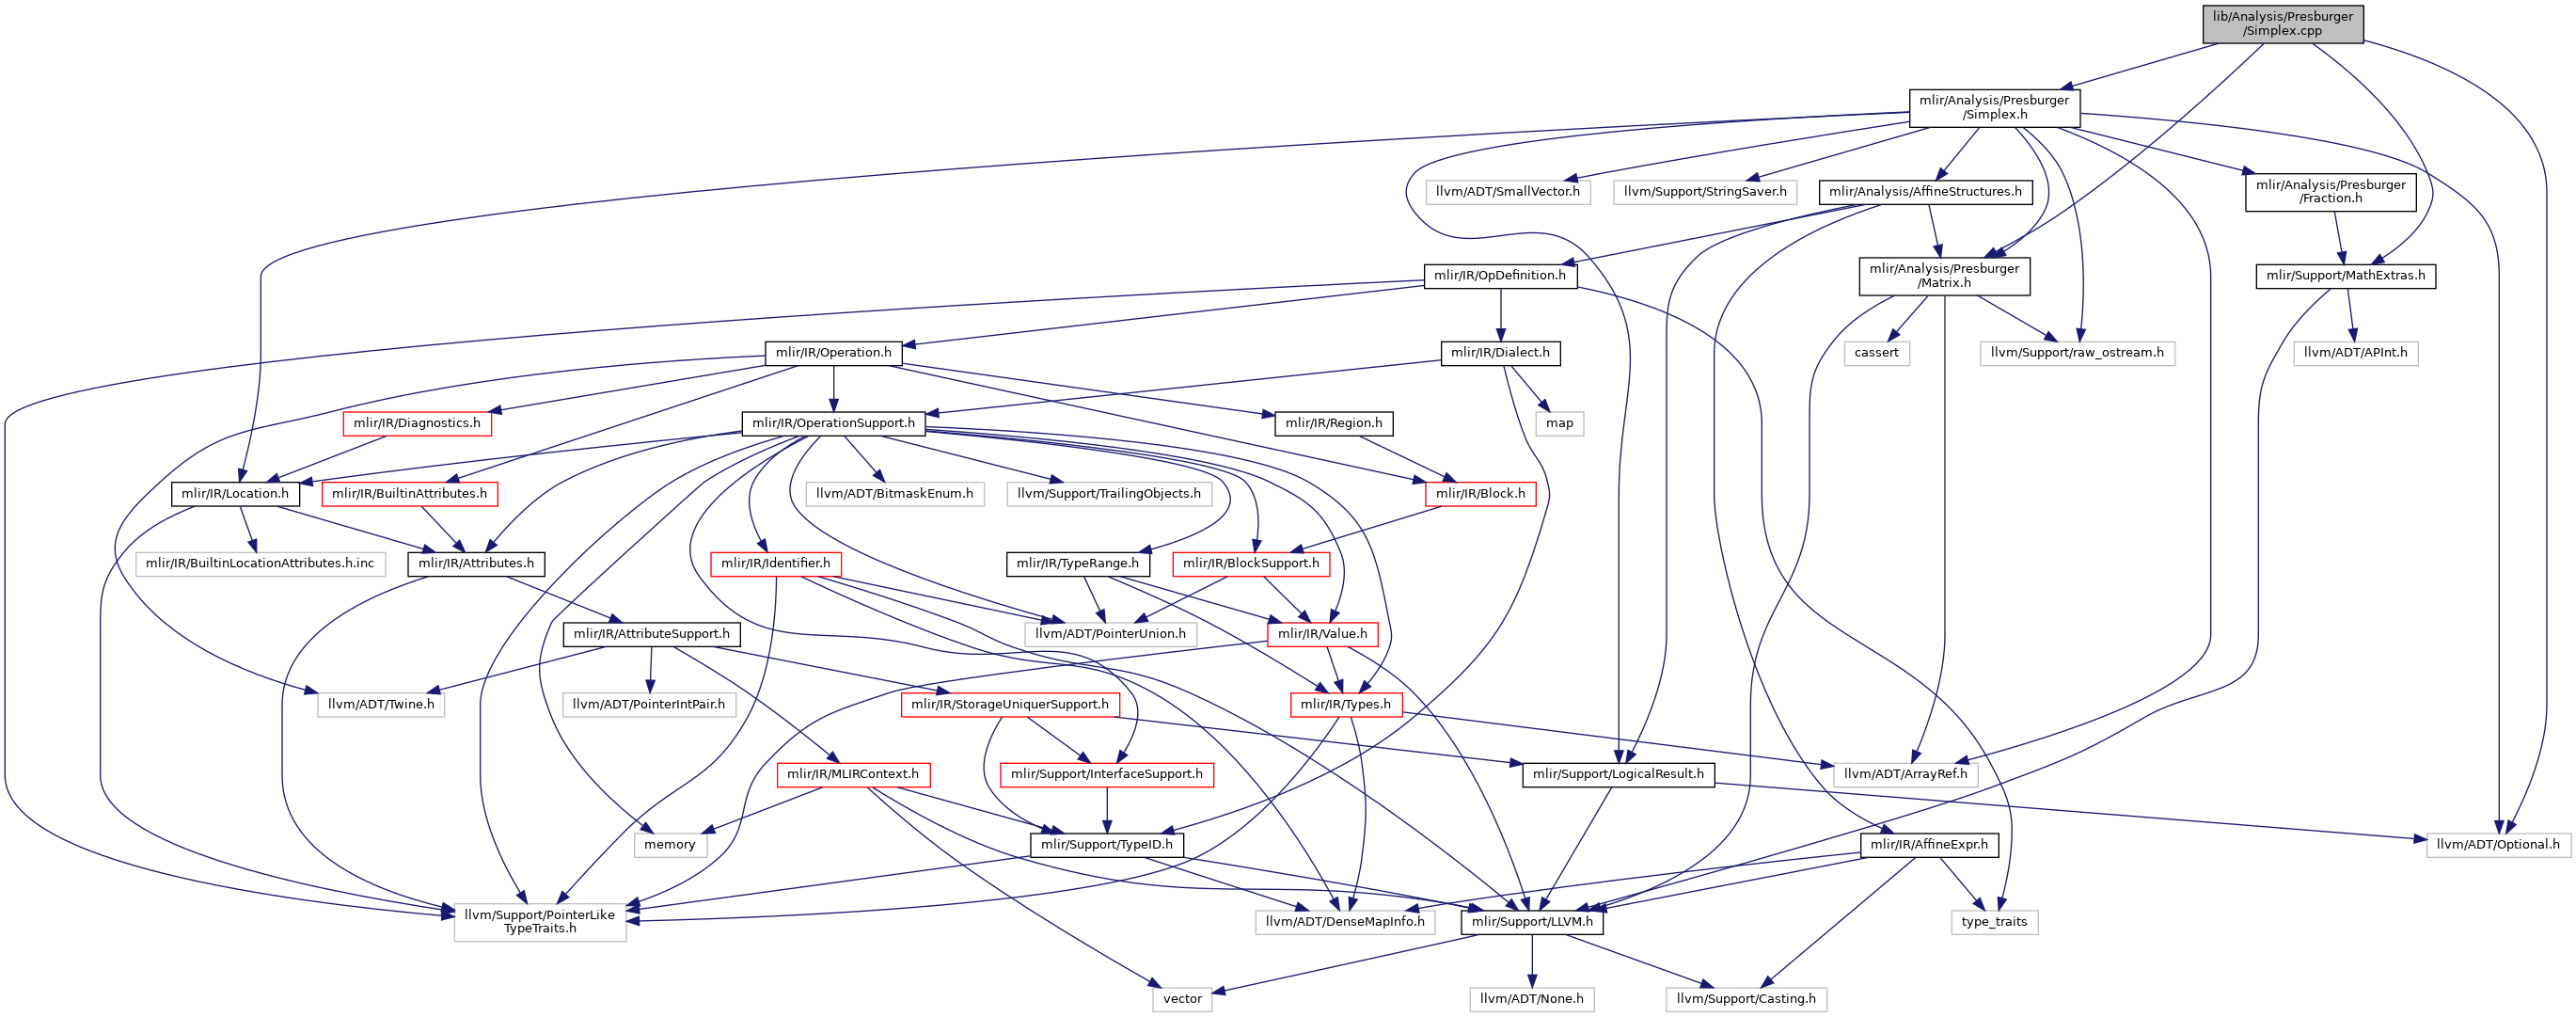 lib/Analysis/Presburger
/Simplex.cpp
mlir/Analysis/Presburger
/Simplex.h
llvm/ADT/SmallVector.h
llvm/Support/StringSaver.h
mlir/Analysis/AffineStructures.h
mlir/Analysis/Presburger
/Fraction.h
mlir/IR/OpDefinition.h
mlir/Analysis/Presburger
/Matrix.h
mlir/Support/MathExtras.h
mlir/IR/Operation.h
mlir/IR/Dialect.h
cassert
llvm/Support/raw_ostream.h
llvm/ADT/APInt.h
mlir/IR/Diagnostics.h
mlir/IR/OperationSupport.h
mlir/IR/Region.h
map
mlir/IR/Location.h
mlir/IR/BuiltinAttributes.h
llvm/ADT/BitmaskEnum.h
llvm/Support/TrailingObjects.h
mlir/IR/Block.h
mlir/IR/BuiltinLocationAttributes.h.inc
mlir/IR/Attributes.h
mlir/IR/Identifier.h
mlir/IR/TypeRange.h
mlir/IR/BlockSupport.h
mlir/IR/AttributeSupport.h
llvm/ADT/PointerUnion.h
mlir/IR/Value.h
llvm/ADT/Twine.h
llvm/ADT/PointerIntPair.h
mlir/IR/StorageUniquerSupport.h
mlir/IR/Types.h
mlir/IR/MLIRContext.h
mlir/Support/InterfaceSupport.h
mlir/Support/LogicalResult.h
llvm/ADT/ArrayRef.h
memory
mlir/Support/TypeID.h
mlir/IR/AffineExpr.h
llvm/ADT/Optional.h
llvm/Support/PointerLike
TypeTraits.h
llvm/ADT/DenseMapInfo.h
mlir/Support/LLVM.h
type_traits
vector
llvm/ADT/None.h
llvm/Support/Casting.h